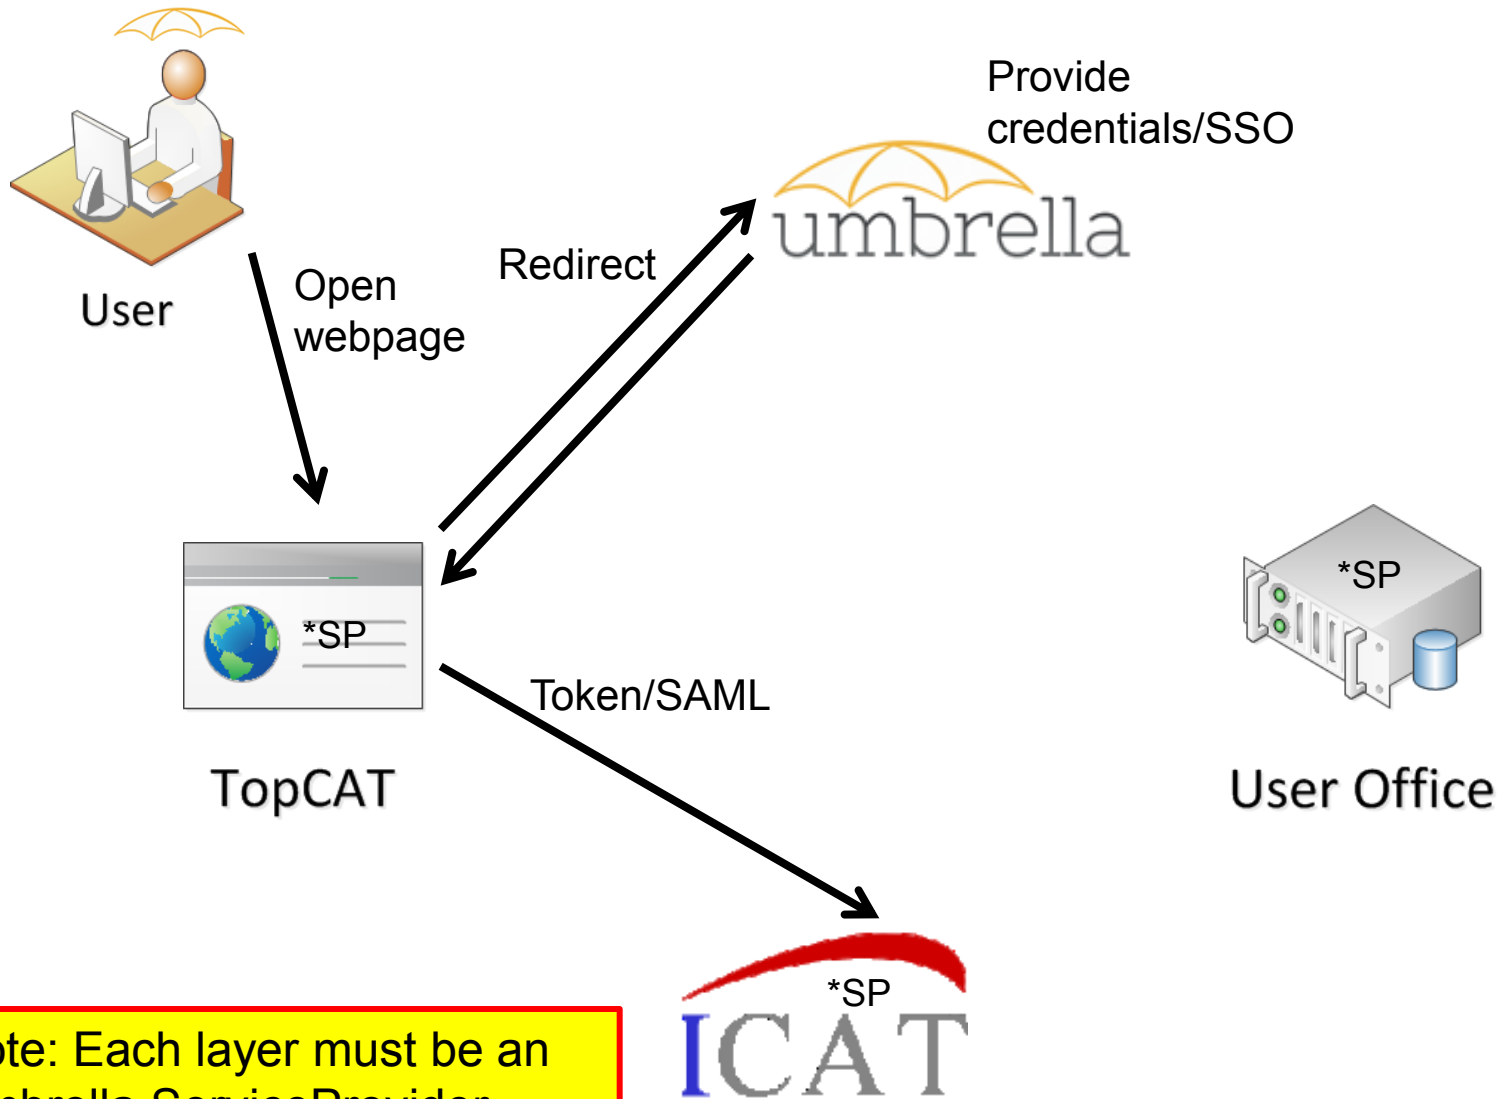 Provide
credentials/SSO
umbrella
Redirect
Open
webpage
User
*SP
*SP
Token/SAML
TopCAT
User Office
*SP
ICAT
Each layer must be an
ServiceProvider